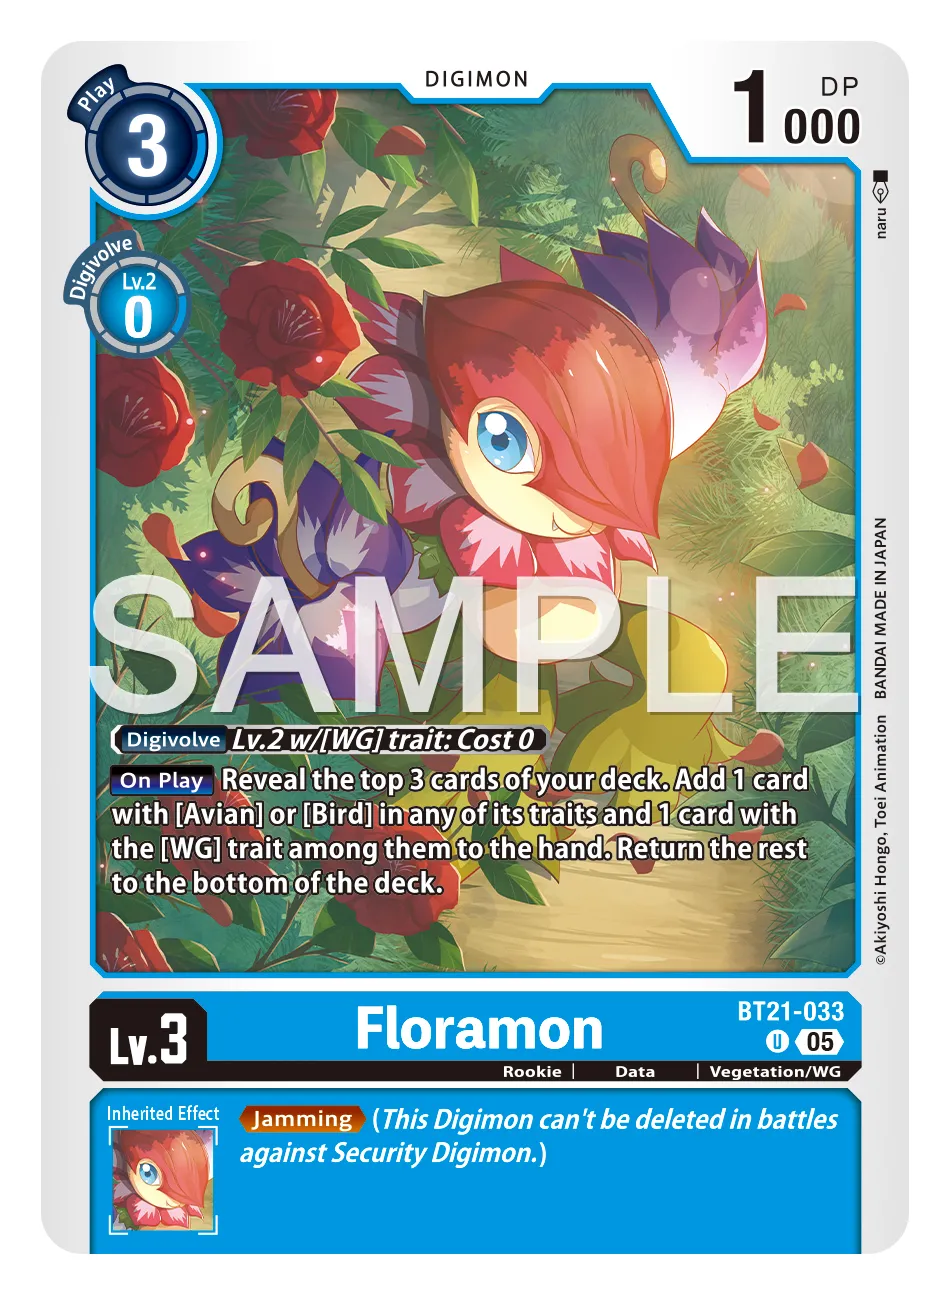 DIGIMON
Play
3
1000
DP
Digivolve
Lv.2
0
naru
SAMPLE
Digivolve Lv.2 w/[WG] trait: Cost 0
On Play Reveal the top 3 cards of your deck. Add 1 card
with [Avian] or [Bird] in any of its traits and 1 card with
the [WG] trait among them to the hand. Return the rest
to the bottom of the deck.
©Akiyoshi Hongo, Toei Animation BANDAI MADE IN JAPAN
Lv.3
Floramon
BT21-033
U 05
Rookie | Data | Vegetation/WG
Inherited Effect
Jamming (This Digimon can't be deleted in battles
against Security Digimon.)